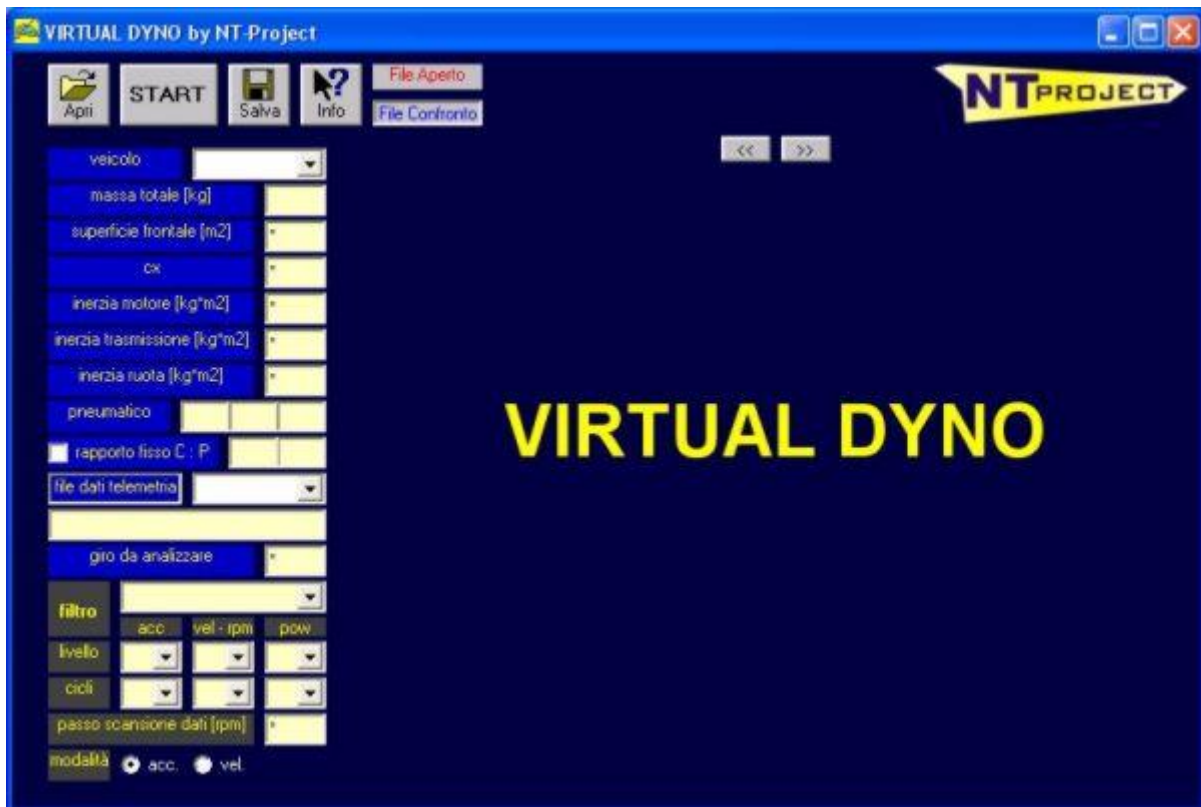 VIRTUAL DYNO by NT-Project
Apri
START
Salva
Info
File Aperto
File Confronto
NT PROJECT
<< >>
veicolo
massa totale [kg]
superficie frontale [m2]
cx
inerzia motore [kg*m2]
inerzia trasmissione [kg*m2]
inerzia ruota [kg*m2]
pneumatico
rapporto fisso C : P
file dati telemetria
giro da analizzare
filtro
acc vel - rpm pow
livello
cicli
passo scansione dati [rpm]
modalità acc. vel.
VIRTUAL DYNO